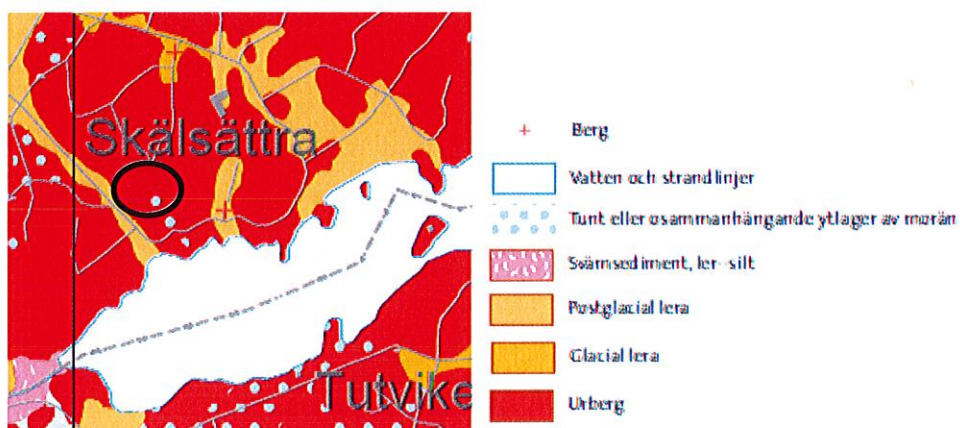 Skälsättra
Tutvike
Berg
Vatten och strandlinjer
Tunt eller osammanhängande ytlager av morän
Svämsediment, ler--silt
Postglacial lera
Glacial lera
Urberg